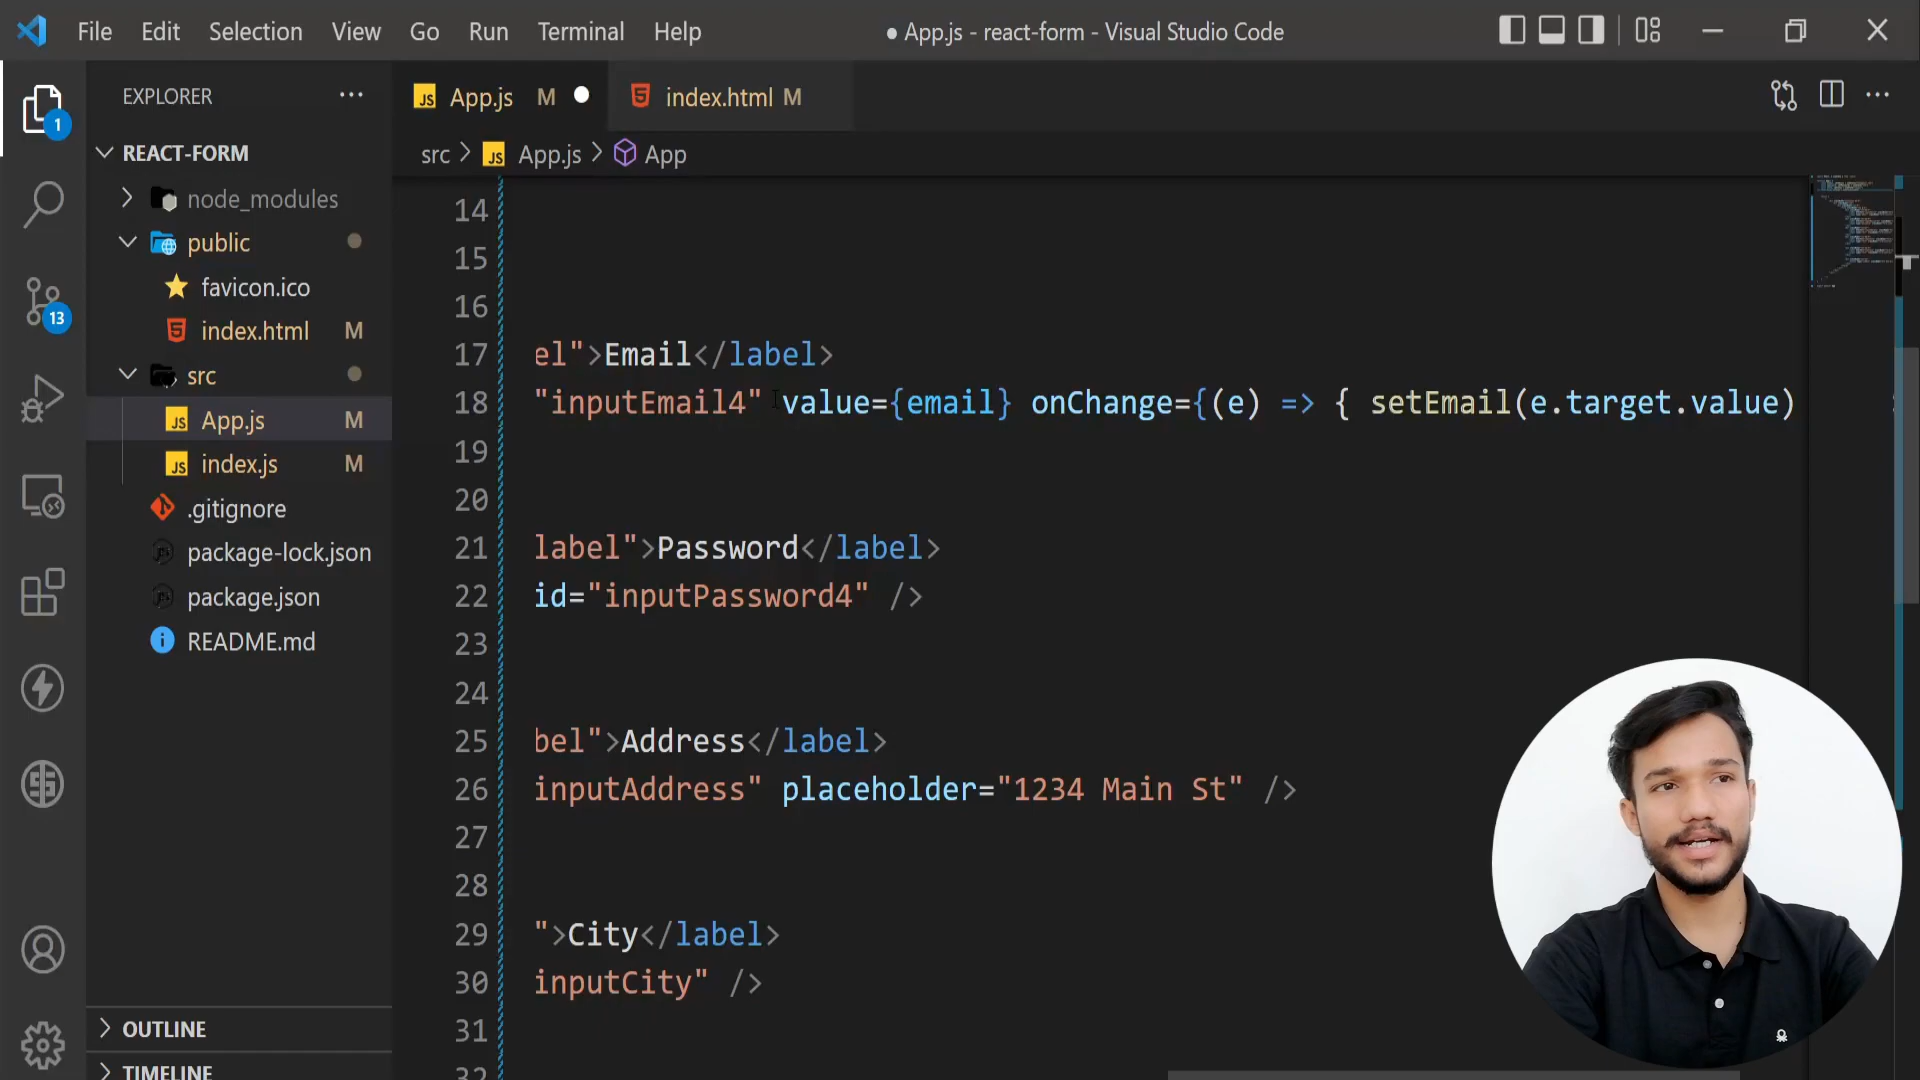 File Edit Selection View Go Run Terminal Help
● App.js - react-form - Visual Studio Code
1
13
EXPLORER
REACT-FORM
node_modules
public
favicon.ico
index.html M
src
App.js M
index.js M
.gitignore
package-lock.json
package.json
README.md
OUTLINE
TIMELINE
JS App.js M
index.html M
src > JS App.js > App
14
15
16
17 el">Email</label>
18 "inputEmail4" value={email} onChange={(e) => { setEmail(e.target.value)
19
20
21 label">Password</label>
22 id="inputPassword4" />
23
24
25 bel">Address</label>
26 inputAddress" placeholder="1234 Main St" />
27
28
29 ">City</label>
30 inputCity" />
31
32